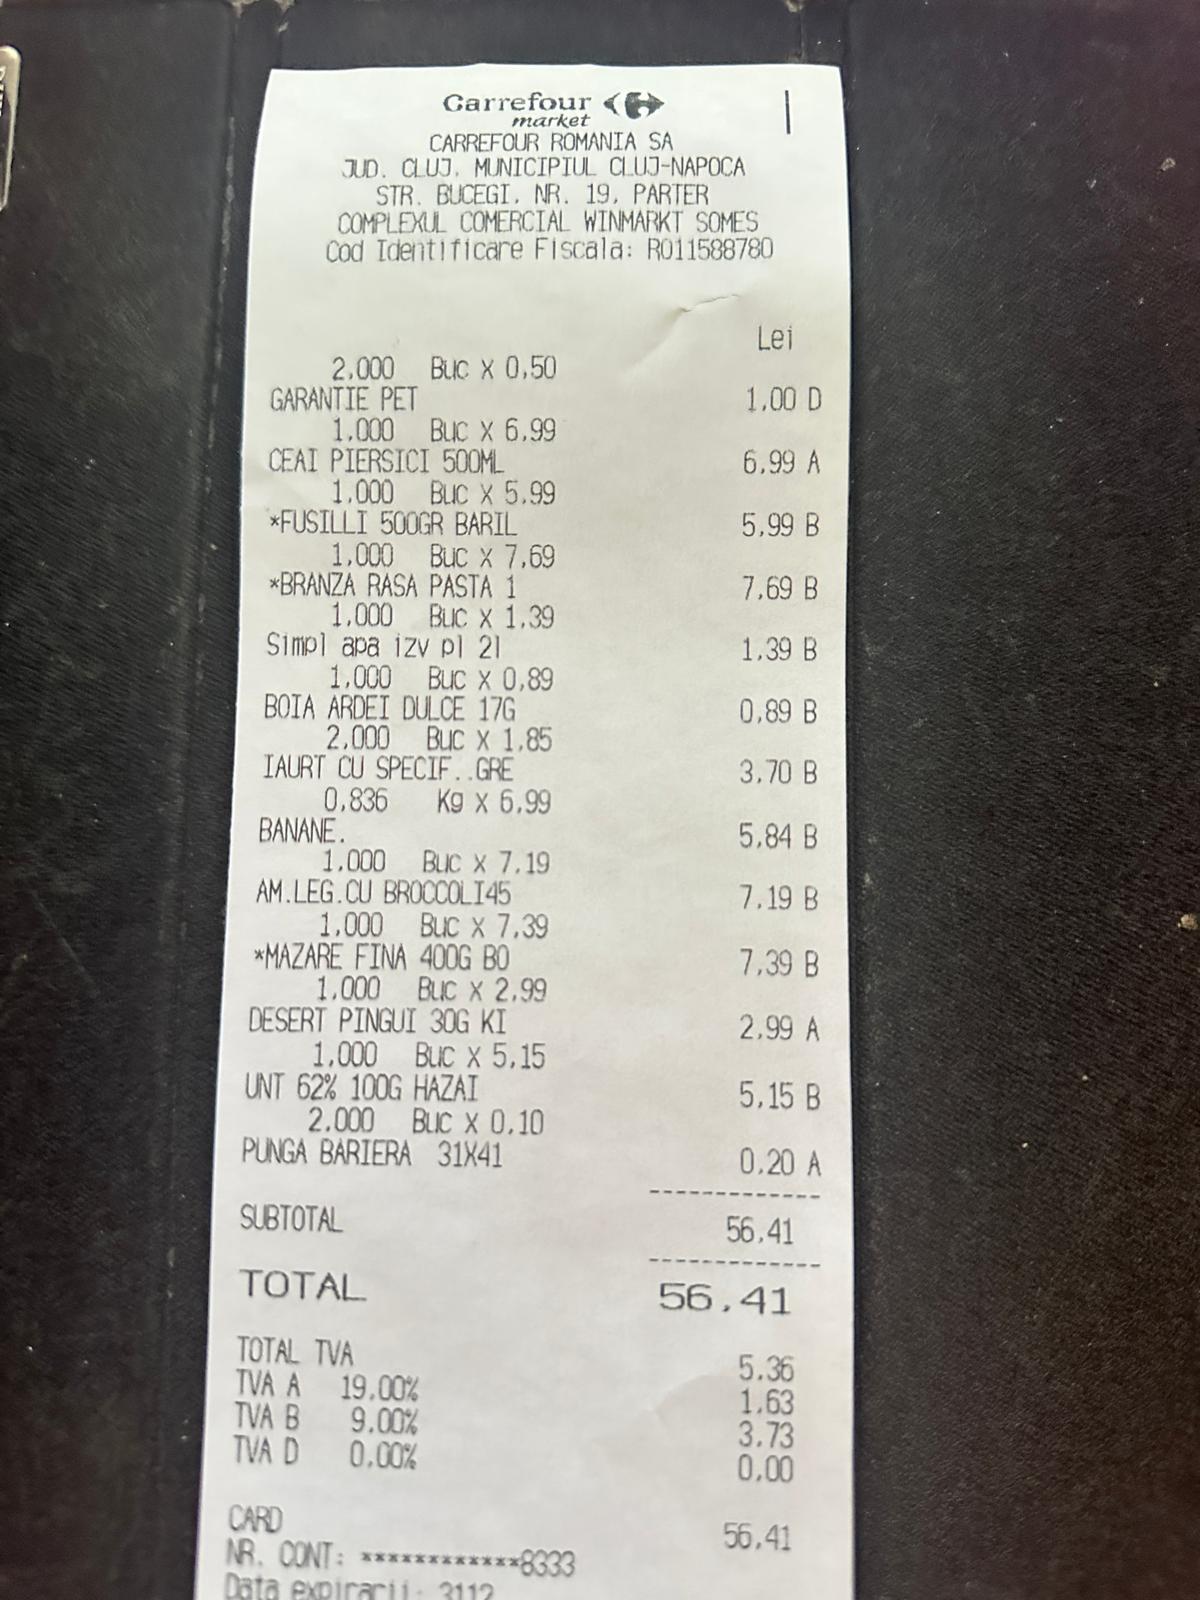 Carrefour
market
CARREFOUR ROMANIA SA
JUD. CLUJ. MUNICIPIUL CLUJ-NAPOCA
STR. BUCEGI. NR. 19. PARTER
COMPLEXUL COMERCIAL WINMARKT SOMES
Cod Identificare Fiscala: RO11588780
Lei
2.000 Buc X 0.50
GARANTIE PET 1.00 D
1.000 Buc X 6.99
CEAI PIERSICI 500ML 6.99 A
1.000 Buc X 5.99
*FUSILLI 500GR BARIL 5.99 B
1.000 Buc X 7.69
*BRANZA RASA PASTA 1 7.69 B
1.000 Buc X 1.39
Simpl apa izv pl 2l 1.39 B
1.000 Buc X 0.89
BOIA ARDEI DULCE 17G 0.89 B
2.000 Buc X 1.85
IAURT CU SPECIF..GRE 3.70 B
0.836 Kg X 6.99
BANANE. 5.84 B
1.000 Buc X 7.19
AM.LEG.CU BROCCOLI45 7.19 B
1.000 Buc X 7.39
*MAZARE FINA 400G BO 7.39 B
1.000 Buc X 2.99
DESERT PINGUI 30G KI 2.99 A
1.000 Buc X 5.15
UNT 62% 100G HAZAI 5.15 B
2.000 Buc X 0.10
PUNGA BARIERA 31X41 0.20 A
SUBTOTAL 56.41
TOTAL 56.41
TOTAL TVA 5.36
TVA A 19.00% 1.63
TVA B 9.00% 3.73
TVA D 0.00% 0.00
CARD 56.41
NR. CONT: ************8333
Data expirarii: 3112